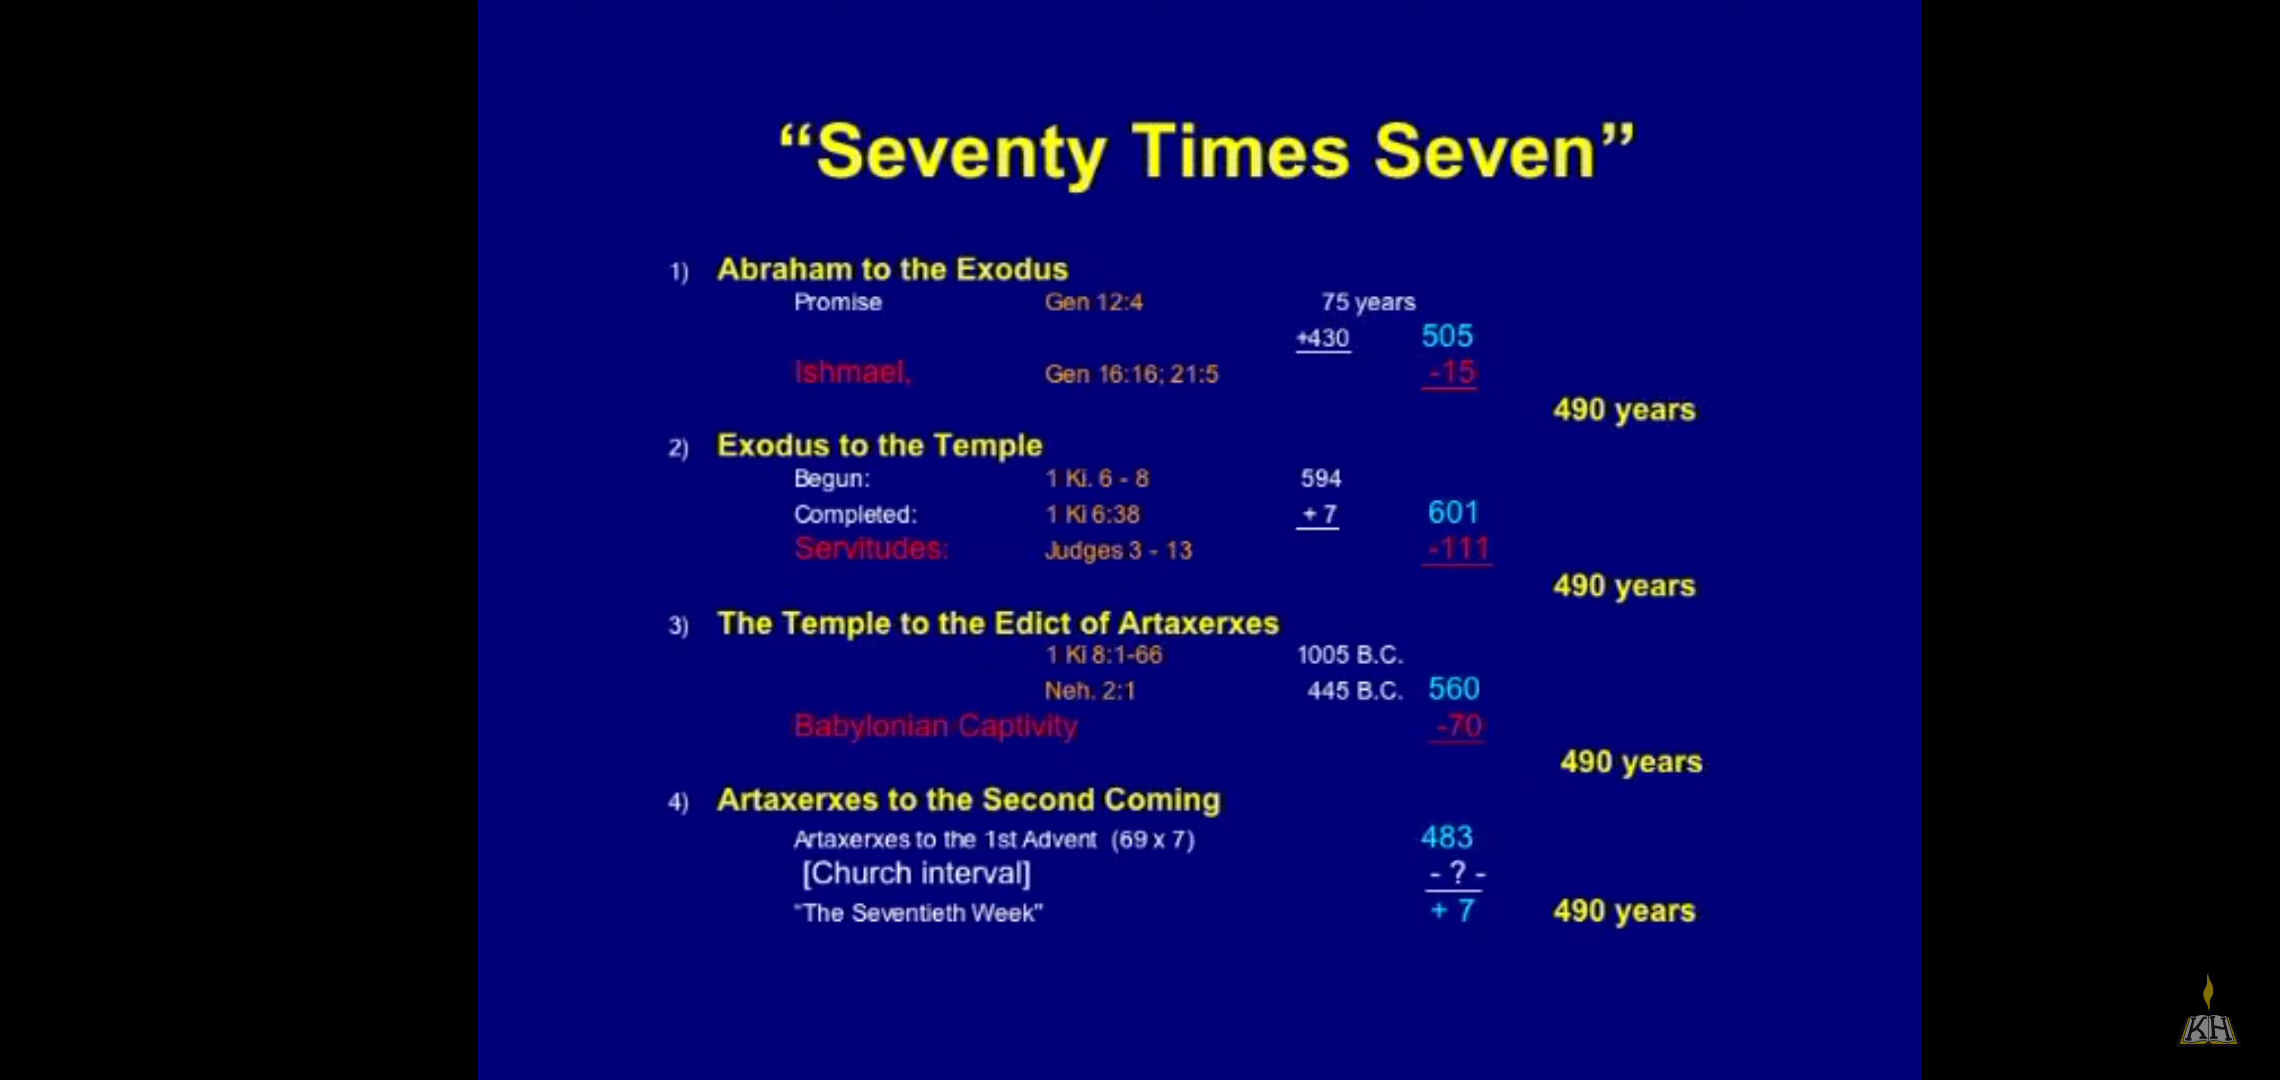 “Seventy Times Seven”
1) Abraham to the Exodus
Promise Gen 12:4 75 years
+430 505
Ishmael, Gen 16:16; 21:5 -15
490 years
2) Exodus to the Temple
Begun: 1 Ki. 6 - 8 594
Completed: 1 Ki 6:38 + 7 601
Servitudes: Judges 3 - 13 -111
490 years
3) The Temple to the Edict of Artaxerxes
1 Ki 8:1-66 1005 B.C.
Neh. 2:1 445 B.C. 560
Babylonian Captivity -70
490 years
4) Artaxerxes to the Second Coming
Artaxerxes to the 1st Advent (69 x 7) 483
[Church interval] - ? -
“The Seventieth Week” + 7 490 years
KH